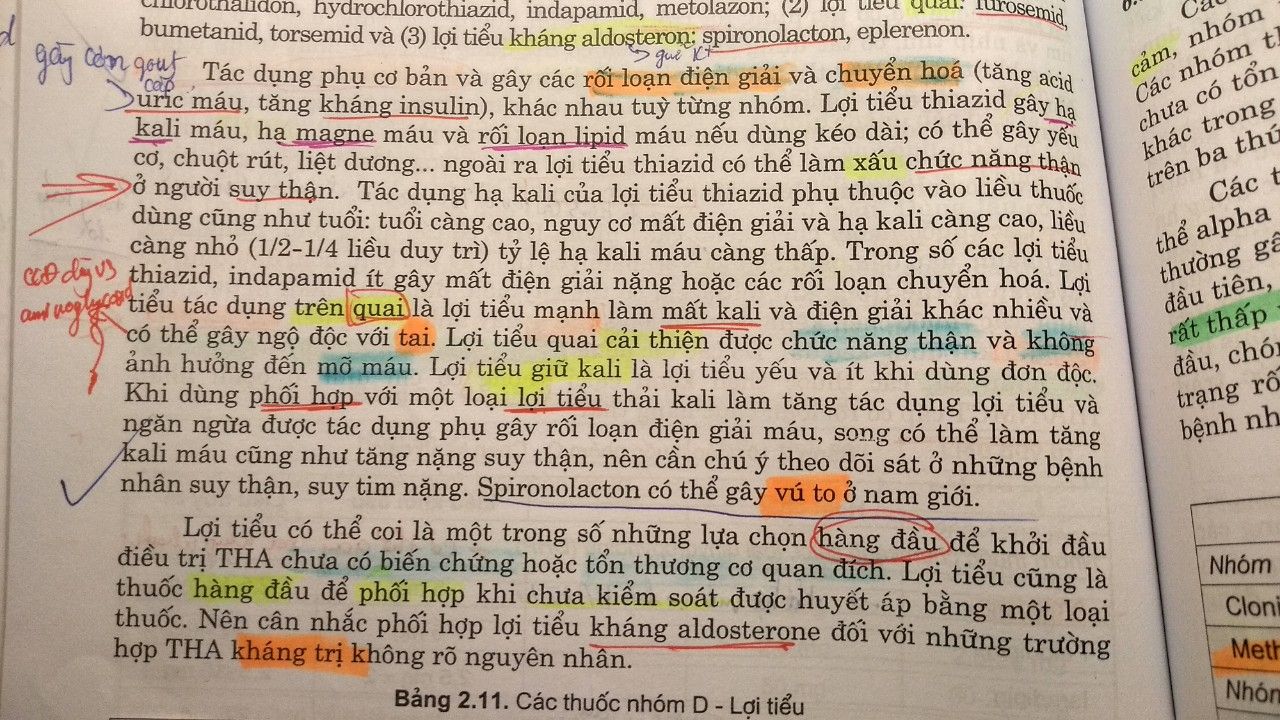 chlorothalidon, hydrochlorothiazid, indapamid, metolazon; (2) lợi tiểu quai: furosemid,
bumetanid, torsemid và (3) lợi tiểu kháng aldosteron: spironolacton, eplerenon.
gây cơn gout
cấp
Tác dụng phụ cơ bản và gây các rối loạn điện giải và chuyển hoá (tăng acid
uric máu, tăng kháng insulin), khác nhau tuỳ từng nhóm. Lợi tiểu thiazid gây hạ
kali máu, hạ magne máu và rối loạn lipid máu nếu dùng kéo dài; có thể gây yếu
cơ, chuột rút, liệt dương... ngoài ra lợi tiểu thiazid có thể làm xấu chức năng thận
ở người suy thận. Tác dụng hạ kali của lợi tiểu thiazid phụ thuộc vào liều thuốc
dùng cũng như tuổi: tuổi càng cao, nguy cơ mất điện giải và hạ kali càng cao, liều
càng nhỏ (1/2-1/4 liều duy trì) tỷ lệ hạ kali máu càng thấp. Trong số các lợi tiểu
thiazid, indapamid ít gây mất điện giải nặng hoặc các rối loạn chuyển hoá. Lợi
tiểu tác dụng trên quai là lợi tiểu mạnh làm mất kali và điện giải khác nhiều và
có thể gây ngộ độc với tai. Lợi tiểu quai cải thiện được chức năng thận và không
ảnh hưởng đến mỡ máu. Lợi tiểu giữ kali là lợi tiểu yếu và ít khi dùng đơn độc.
Khi dùng phối hợp với một loại lợi tiểu thải kali làm tăng tác dụng lợi tiểu và
ngăn ngừa được tác dụng phụ gây rối loạn điện giải máu, song có thể làm tăng
kali máu cũng như tăng nặng suy thận, nên cần chú ý theo dõi sát ở những bệnh
nhân suy thận, suy tim nặng. Spironolacton có thể gây vú to ở nam giới.
Lợi tiểu có thể coi là một trong số những lựa chọn hàng đầu để khởi đầu
điều trị THA chưa có biến chứng hoặc tổn thương cơ quan đích. Lợi tiểu cũng là
thuốc hàng đầu để phối hợp khi chưa kiểm soát được huyết áp bằng một loại
thuốc. Nên cân nhắc phối hợp lợi tiểu kháng aldosterone đối với những trường
hợp THA kháng trị không rõ nguyên nhân.
Bảng 2.11. Các thuốc nhóm D - Lợi tiểu
cảm, nhóm
Các nhóm
chưa có tổn
khác trong
trên ba
Các
thể alpha
thường
đầu tiên,
rất thấp
đầu,
trạng
bệnh
Nhóm